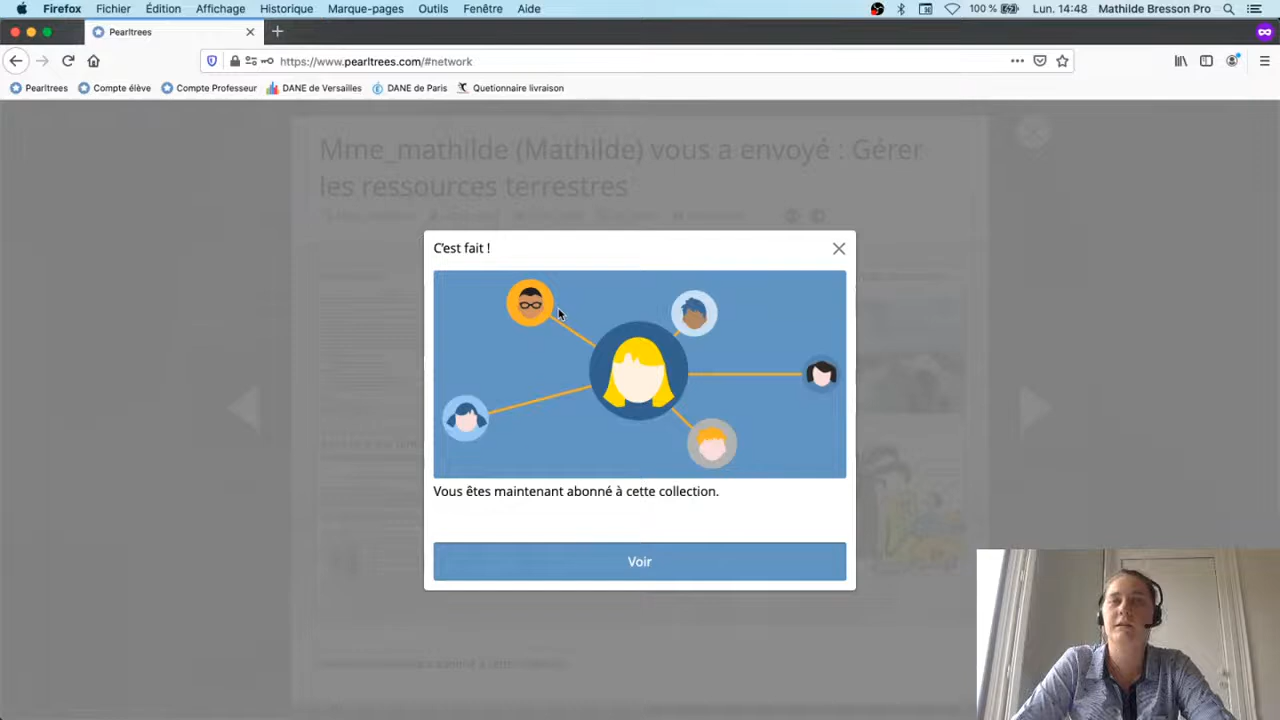 Firefox Fichier Édition Affichage Historique Marque-pages Outils Fenêtre Aide 100 % Lun. 14:48 Mathilde Bresson Pro
Pearltrees
https://www.pearltrees.com/#network
Pearltrees Compte élève Compte Professeur DANE de Versailles DANE de Paris Quetionnaire livraison
Mme_mathilde (Mathilde) vous a envoyé : Gérer
les ressources terrestres
C'est fait !
Vous êtes maintenant abonné à cette collection.
Voir